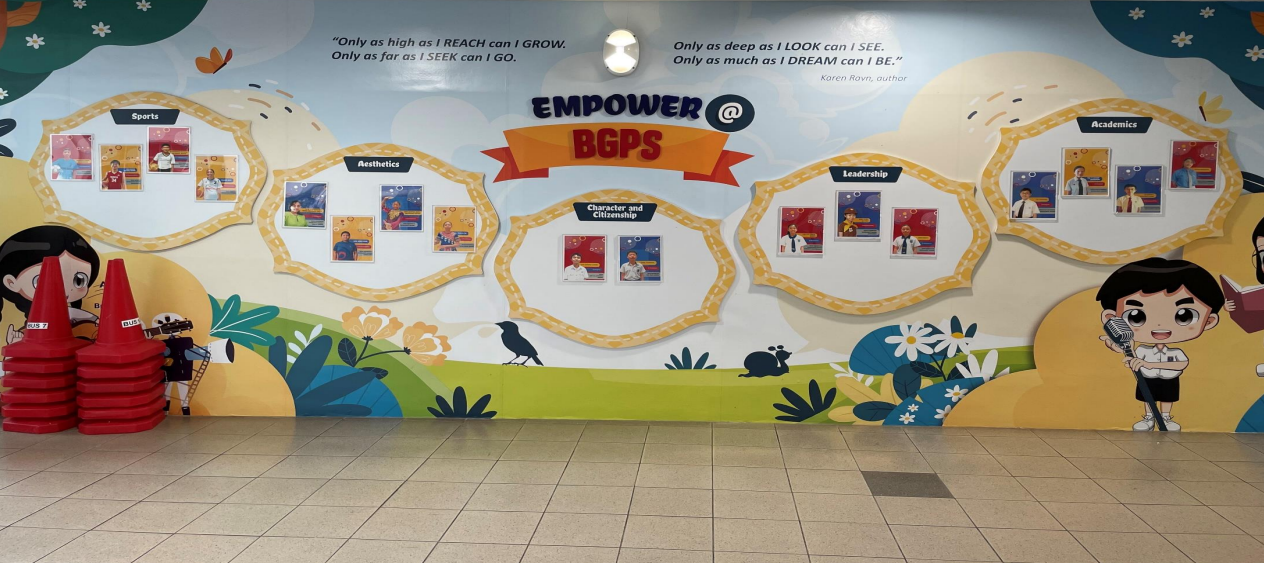 “Only as high as I REACH can I GROW.
Only as far as I SEEK can I GO.
Only as deep as I LOOK can I SEE.
Only as much as I DREAM can I BE.”
Karen Ravn, author
EMPOWER @
BGPS
Sports
Aesthetics
Character and
Citizenship
Leadership
Academics
BUS 7
BUS